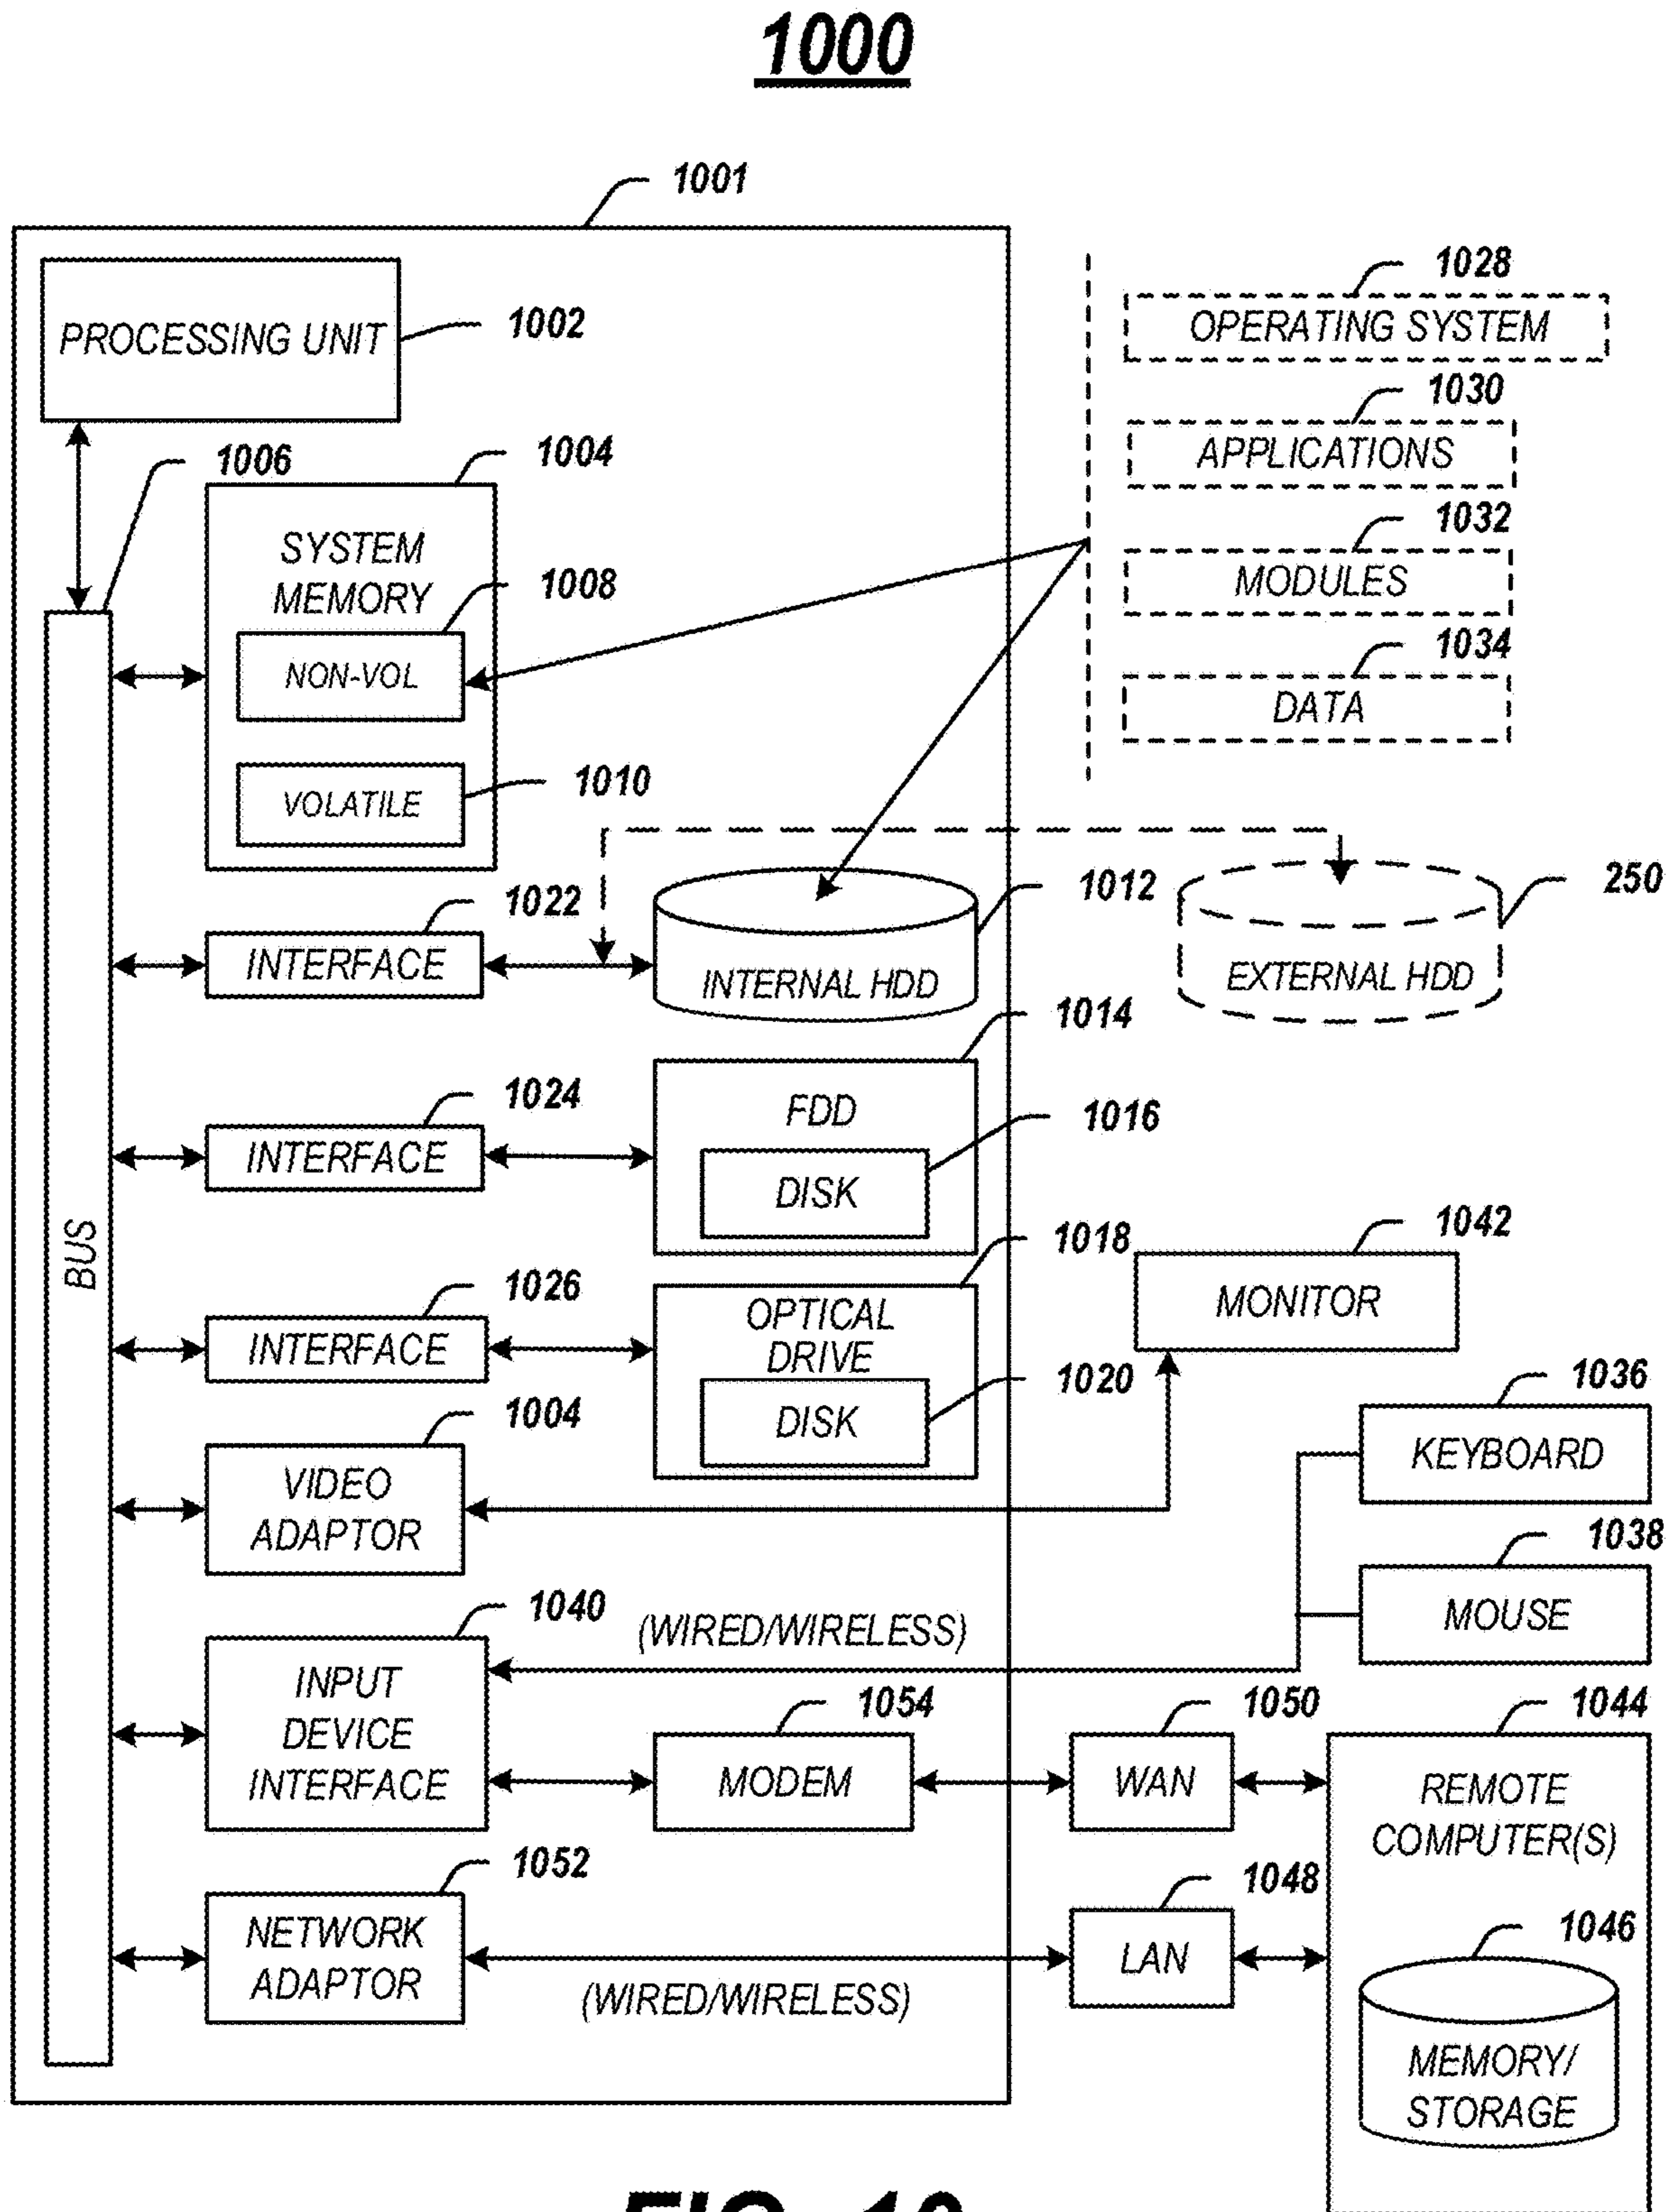 1000
1001
PROCESSING UNIT
1002
1028
OPERATING SYSTEM
1030
APPLICATIONS
1032
MODULES
1034
DATA
1006
1004
SYSTEM
MEMORY
1008
NON-VOL
1010
VOLATILE
BUS
1022
INTERFACE
1012
INTERNAL HDD
250
EXTERNAL HDD
1024
INTERFACE
1014
FDD
1016
DISK
1026
INTERFACE
1018
OPTICAL
DRIVE
1020
DISK
1042
MONITOR
1004
VIDEO
ADAPTOR
1036
KEYBOARD
1038
MOUSE
1040
INPUT
DEVICE
INTERFACE
(WIRED/WIRELESS)
1054
MODEM
1050
WAN
1044
REMOTE
COMPUTER(S)
1052
NETWORK
ADAPTOR
(WIRED/WIRELESS)
1048
LAN
1046
MEMORY/
STORAGE
FIG. 10